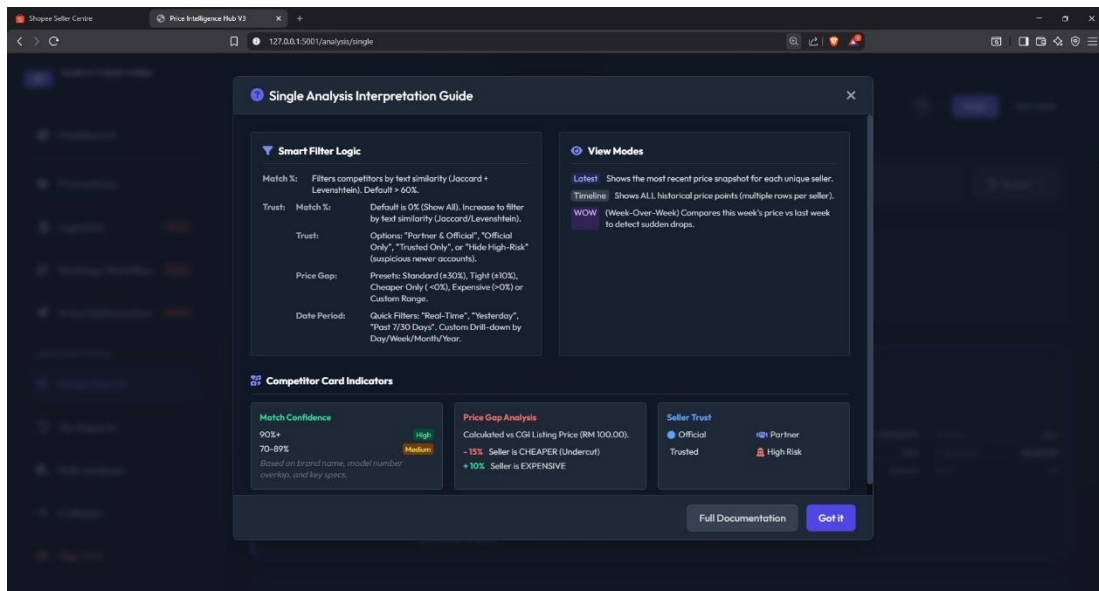 Shopee Seller Centre
Price Intelligence Hub V3
127.0.0.1:5001/analysis/single
Single Analysis Interpretation Guide
Smart Filter Logic
Match %: Filters competitors by text similarity (Jaccard +
Levenshtein). Default > 60%.
Trust: Match %: Default is 0% (Show All). Increase to filter
by text similarity (Jaccard/Levenshtein).
Trust: Options: "Partner & Official", "Official
Only", "Trusted Only", or "Hide High-Risk"
(suspicious newer accounts).
Price Gap: Presets: Standard (±30%), Tight (±10%),
Cheaper Only ( <0%), Expensive (>0%) or
Custom Range.
Date Period: Quick Filters: "Real-Time", "Yesterday",
"Past 7/30 Days". Custom Drill-down by
Day/Week/Month/Year.
View Modes
Latest Shows the most recent price snapshot for each unique seller.
Timeline Shows ALL historical price points (multiple rows per seller).
WOW (Week-Over-Week) Compares this week's price vs last week
to detect sudden drops.
Competitor Card Indicators
Match Confidence
90%+ High
70-89% Medium
Based on brand name, model number
overlap, and key specs.
Price Gap Analysis
Calculated vs CGI Listing Price (RM 100.00).
- 15% Seller is CHEAPER (Undercut)
+ 10% Seller is EXPENSIVE
Seller Trust
Official Partner
Trusted High Risk
Full Documentation Got it